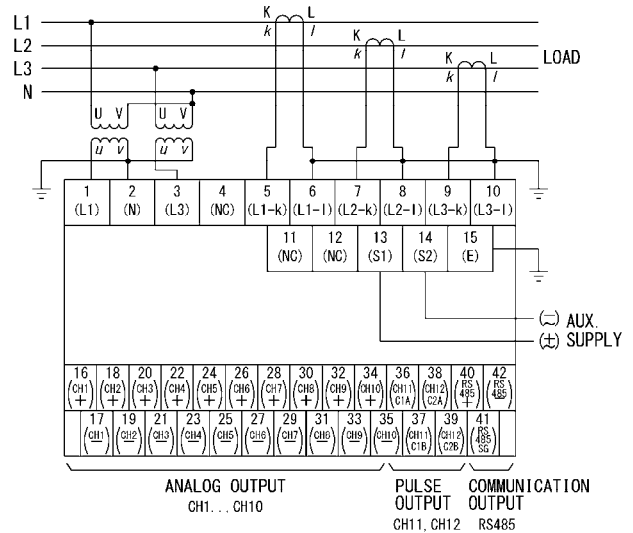 K L
L1
k l
K L
L2
k l
K L
L3
k l
LOAD
N
U V U V
u v u v
1 2 3 4 5 6 7 8 9 10
(L1) (N) (L3) (NC) (L1-k) (L1-l) (L2-k) (L2-l) (L3-k) (L3-l)
11 12 13 14 15
(NC) (NC) (S1) (S2) (E)
(−) AUX.
(+) SUPPLY
16 18 20 22 24 26 28 30 32 34 36 38 40 42
(CH1 +) (CH2 +) (CH3 +) (CH4 +) (CH5 +) (CH6 +) (CH7 +) (CH8 +) (CH9 +) (CH10 +) (CH11 C1A) (CH12 C2A) (RS 485 +) (RS 485 −)
17 19 21 23 25 27 29 31 33 35 37 39 41
(CH1 −) (CH2 −) (CH3 −) (CH4 −) (CH5 −) (CH6 −) (CH7 −) (CH8 −) (CH9 −) (CH10 −) (CH11 C1B) (CH12 C2B) (RS 485 SG)
ANALOG OUTPUT
CH1..., CH10
PULSE
OUTPUT
CH11, CH12
COMMUNICATION
OUTPUT
RS485